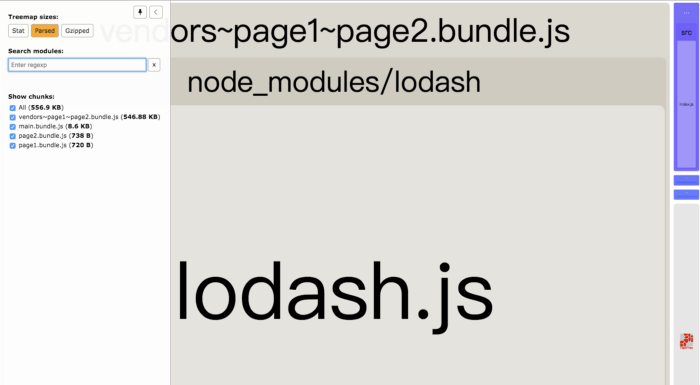 Treemap sizes:
Stat Parsed Gzipped
Search modules:
Enter regexp x
Show chunks:
All (556.9 KB)
vendors~page1~page2.bundle.js (546.88 KB)
main.bundle.js (8.6 KB)
page2.bundle.js (738 B)
page1.bundle.js (720 B)
vendors~page1~page2.bundle.js
node_modules/lodash
lodash.js
src
index.js